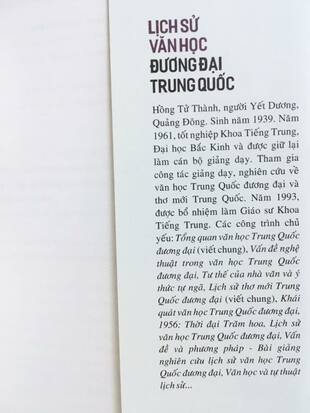 LỊCH SỬ
VĂN HỌC
ĐƯƠNG ĐẠI
TRUNG QUỐC
Hồng Tử Thành, người Yết Dương,
Quảng Đông. Sinh năm 1939. Năm
1961, tốt nghiệp Khoa Tiếng Trung,
Đại học Bắc Kinh và được giữ lại
làm cán bộ giảng dạy. Tham gia
công tác giảng dạy, nghiên cứu về
văn học Trung Quốc đương đại và
thơ mới Trung Quốc. Năm 1993,
được bổ nhiệm làm Giáo sư Khoa
Tiếng Trung. Các công trình chủ
yếu: Tổng quan văn học Trung Quốc
đương đại (viết chung), Vấn đề nghệ
thuật trong văn học Trung Quốc đương
đại, Tư thế của nhà văn và ý
thức tự ngã, Lịch sử thơ mới Trung
Quốc đương đại (viết chung), Khái
quát văn học Trung Quốc đương đại,
1956: Thời đại Trăm hoa, Lịch sử
văn học Trung Quốc đương đại, Vấn
đề và phương pháp - Bài giảng
nghiên cứu lịch sử văn học Trung
Quốc đương đại, Văn học và tự thuật
lịch sử...